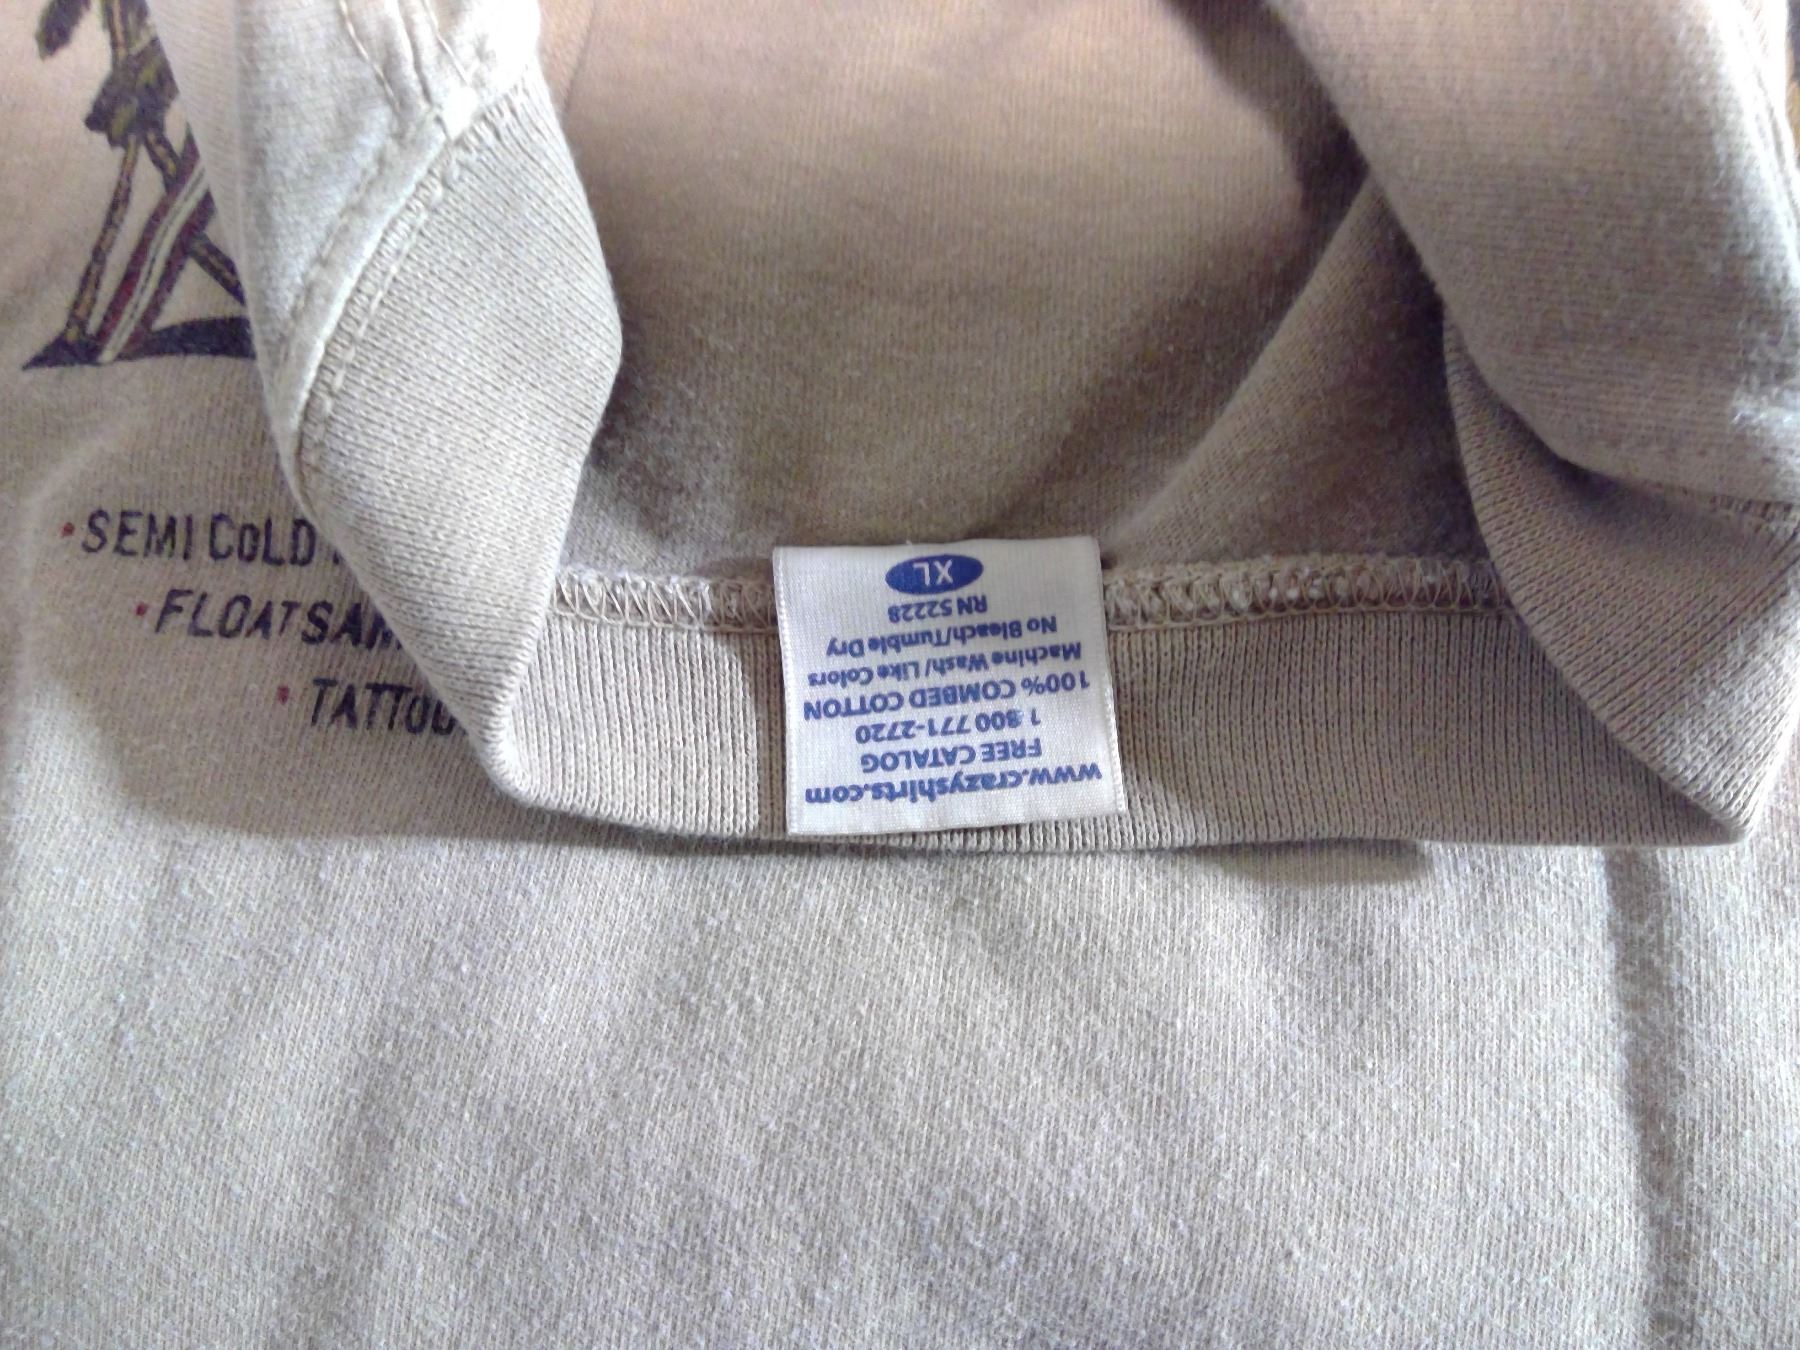 • SEMI COLD
• FLOATSAM
• TATTOO
www.crazyshirts.com
FREE CATALOG
1 800 771-2720
100% COMBED COTTON
Machine Wash/Like Colors
No Bleach/Tumble Dry
RN 52228
XL